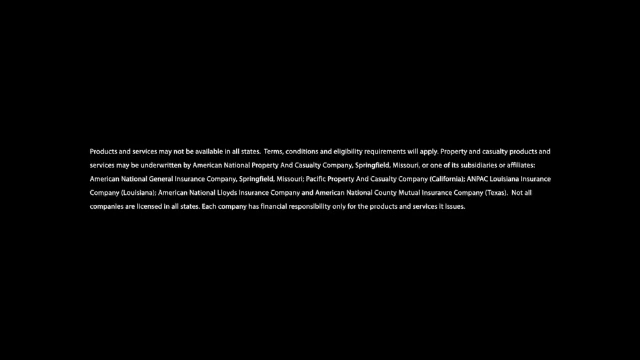 Products and services may not be available in all states.  Terms, conditions and eligibility requirements will apply. Property and casualty products and
services may be underwritten by American National Property And Casualty Company, Springfield, Missouri, or one of its subsidiaries or affiliates:
American National General Insurance Company, Springfield, Missouri; Pacific Property And Casualty Company (California); ANPAC Louisiana Insurance
Company (Louisiana); American National Lloyds Insurance Company and American National County Mutual Insurance Company (Texas).  Not all
companies are licensed in all states. Each company has financial responsibility only for the products and services it issues.